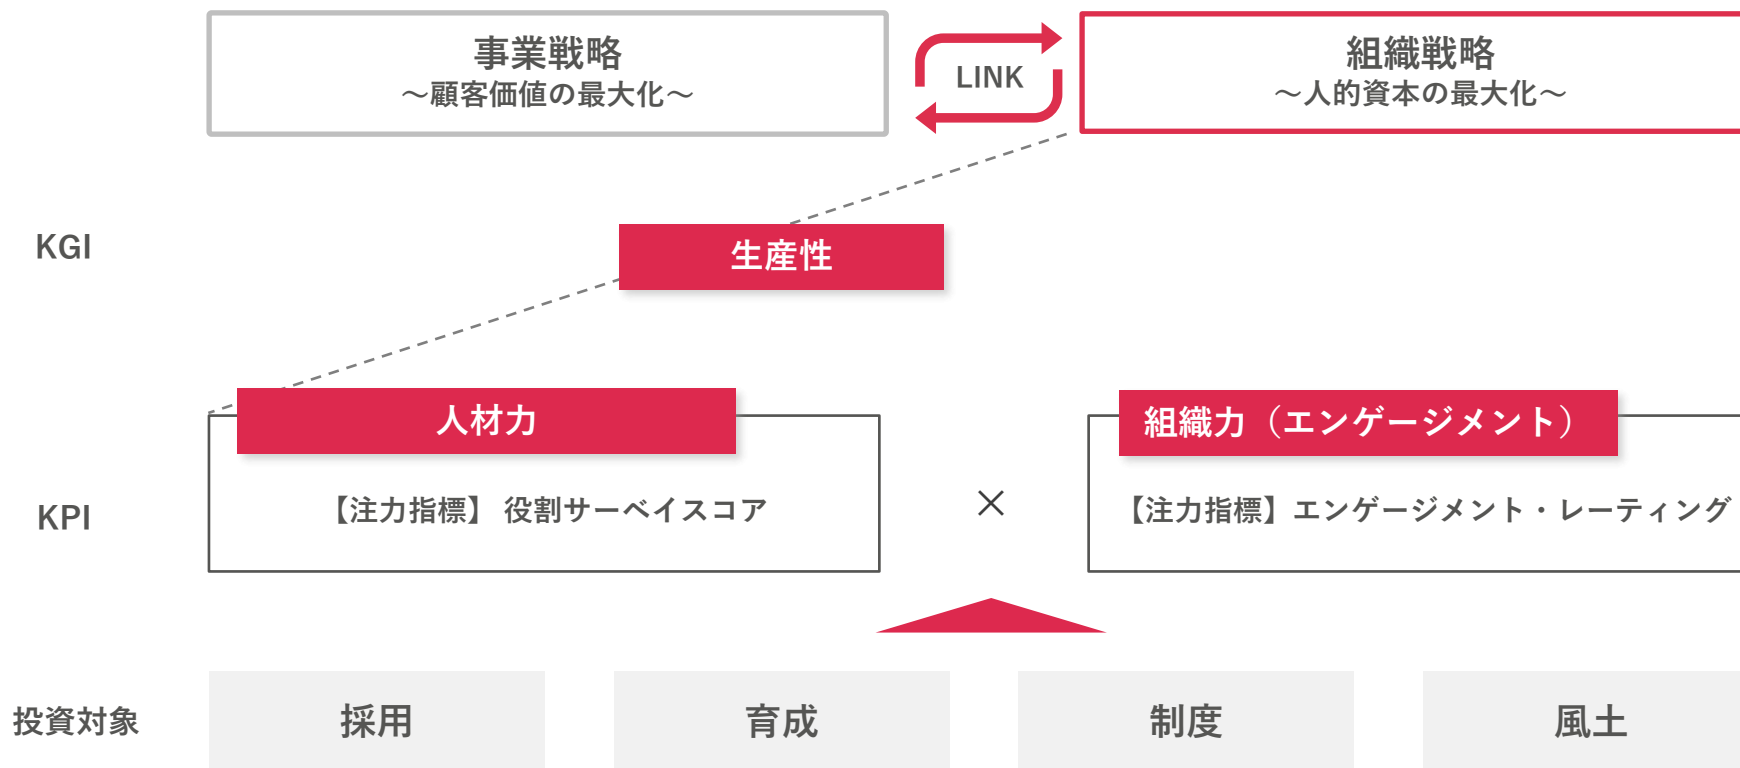 事業戦略
～顧客価値の最大化～
LINK
組織戦略
～人的資本の最大化～
KGI
生産性
KPI
人材力
【注力指標】 役割サーベイスコア
×
組織力（エンゲージメント）
【注力指標】エンゲージメント・レーティング
投資対象
採用
育成
制度
風土